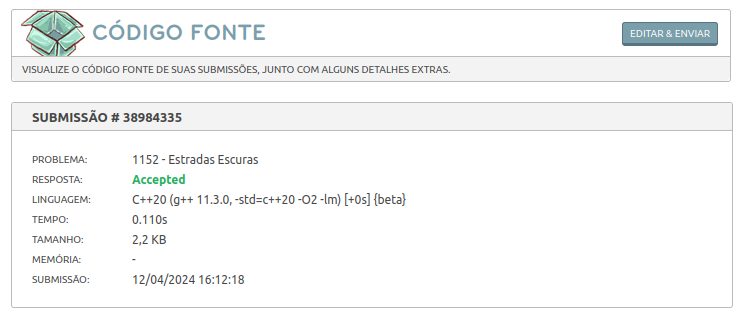 CÓDIGO FONTE
EDITAR & ENVIAR
VISUALIZE O CÓDIGO FONTE DE SUAS SUBMISSÕES, JUNTO COM ALGUNS DETALHES EXTRAS.
SUBMISSÃO # 38984335
PROBLEMA: 1152 - Estradas Escuras
RESPOSTA: Accepted
LINGUAGEM: C++20 (g++ 11.3.0, -std=c++20 -O2 -lm) [+0s] {beta}
TEMPO: 0.110s
TAMANHO: 2,2 KB
MEMÓRIA: -
SUBMISSÃO: 12/04/2024 16:12:18